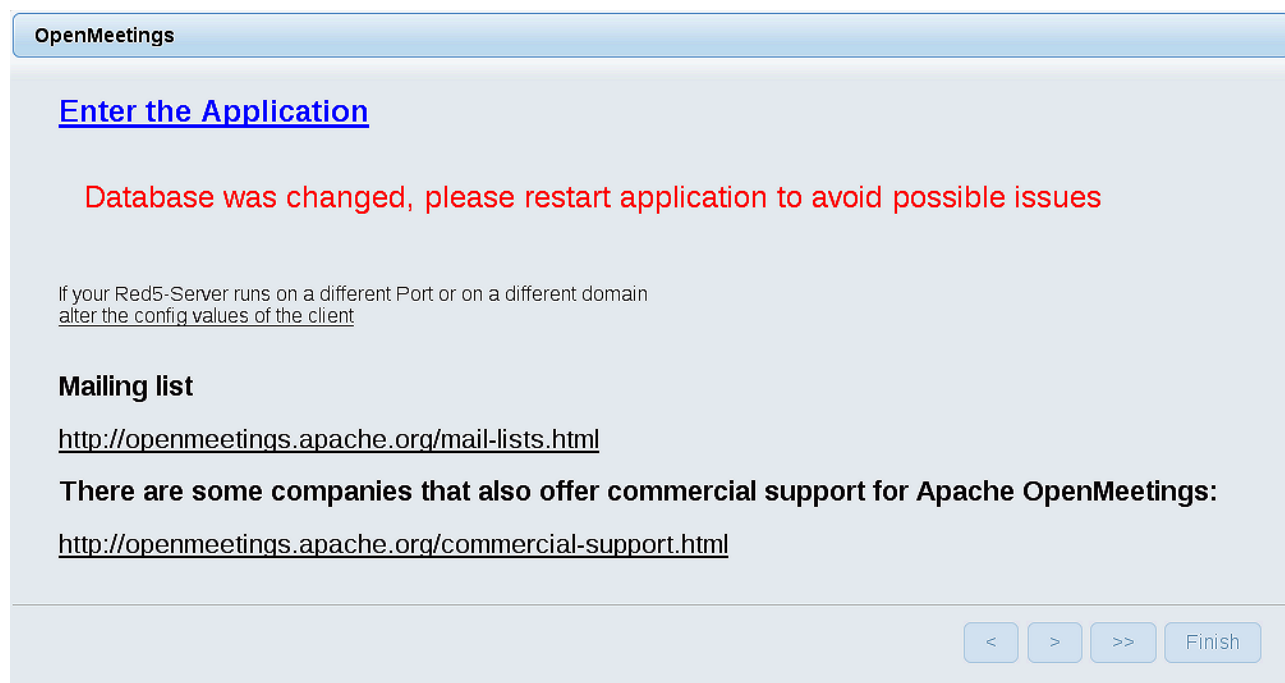 OpenMeetings
Enter the Application
Database was changed, please restart application to avoid possible issues
If your Red5-Server runs on a different Port or on a different domain
alter the config values of the client
Mailing list
http://openmeetings.apache.org/mail-lists.html
There are some companies that also offer commercial support for Apache OpenMeetings:
http://openmeetings.apache.org/commercial-support.html
< > >> Finish